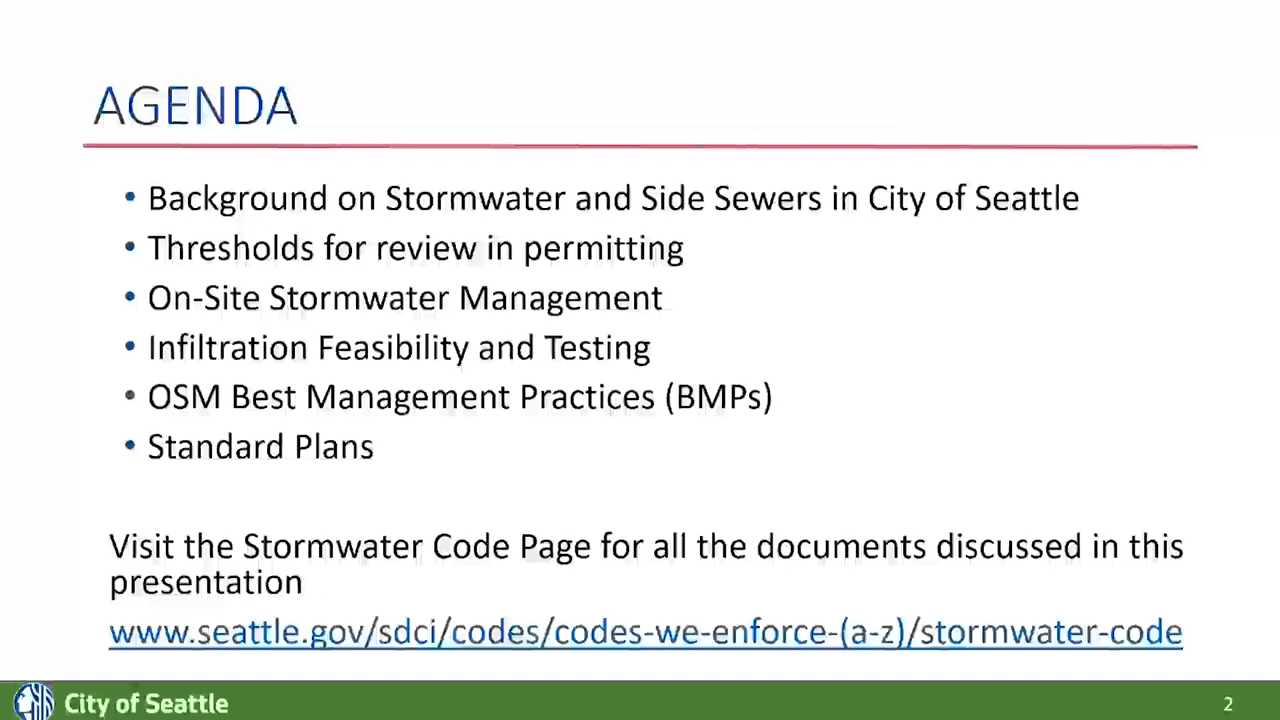 AGENDA
• Background on Stormwater and Side Sewers in City of Seattle
• Thresholds for review in permitting
• On-Site Stormwater Management
• Infiltration Feasibility and Testing
• OSM Best Management Practices (BMPs)
• Standard Plans
Visit the Stormwater Code Page for all the documents discussed in this
presentation
www.seattle.gov/sdci/codes/codes-we-enforce-(a-z)/stormwater-code
City of Seattle
2